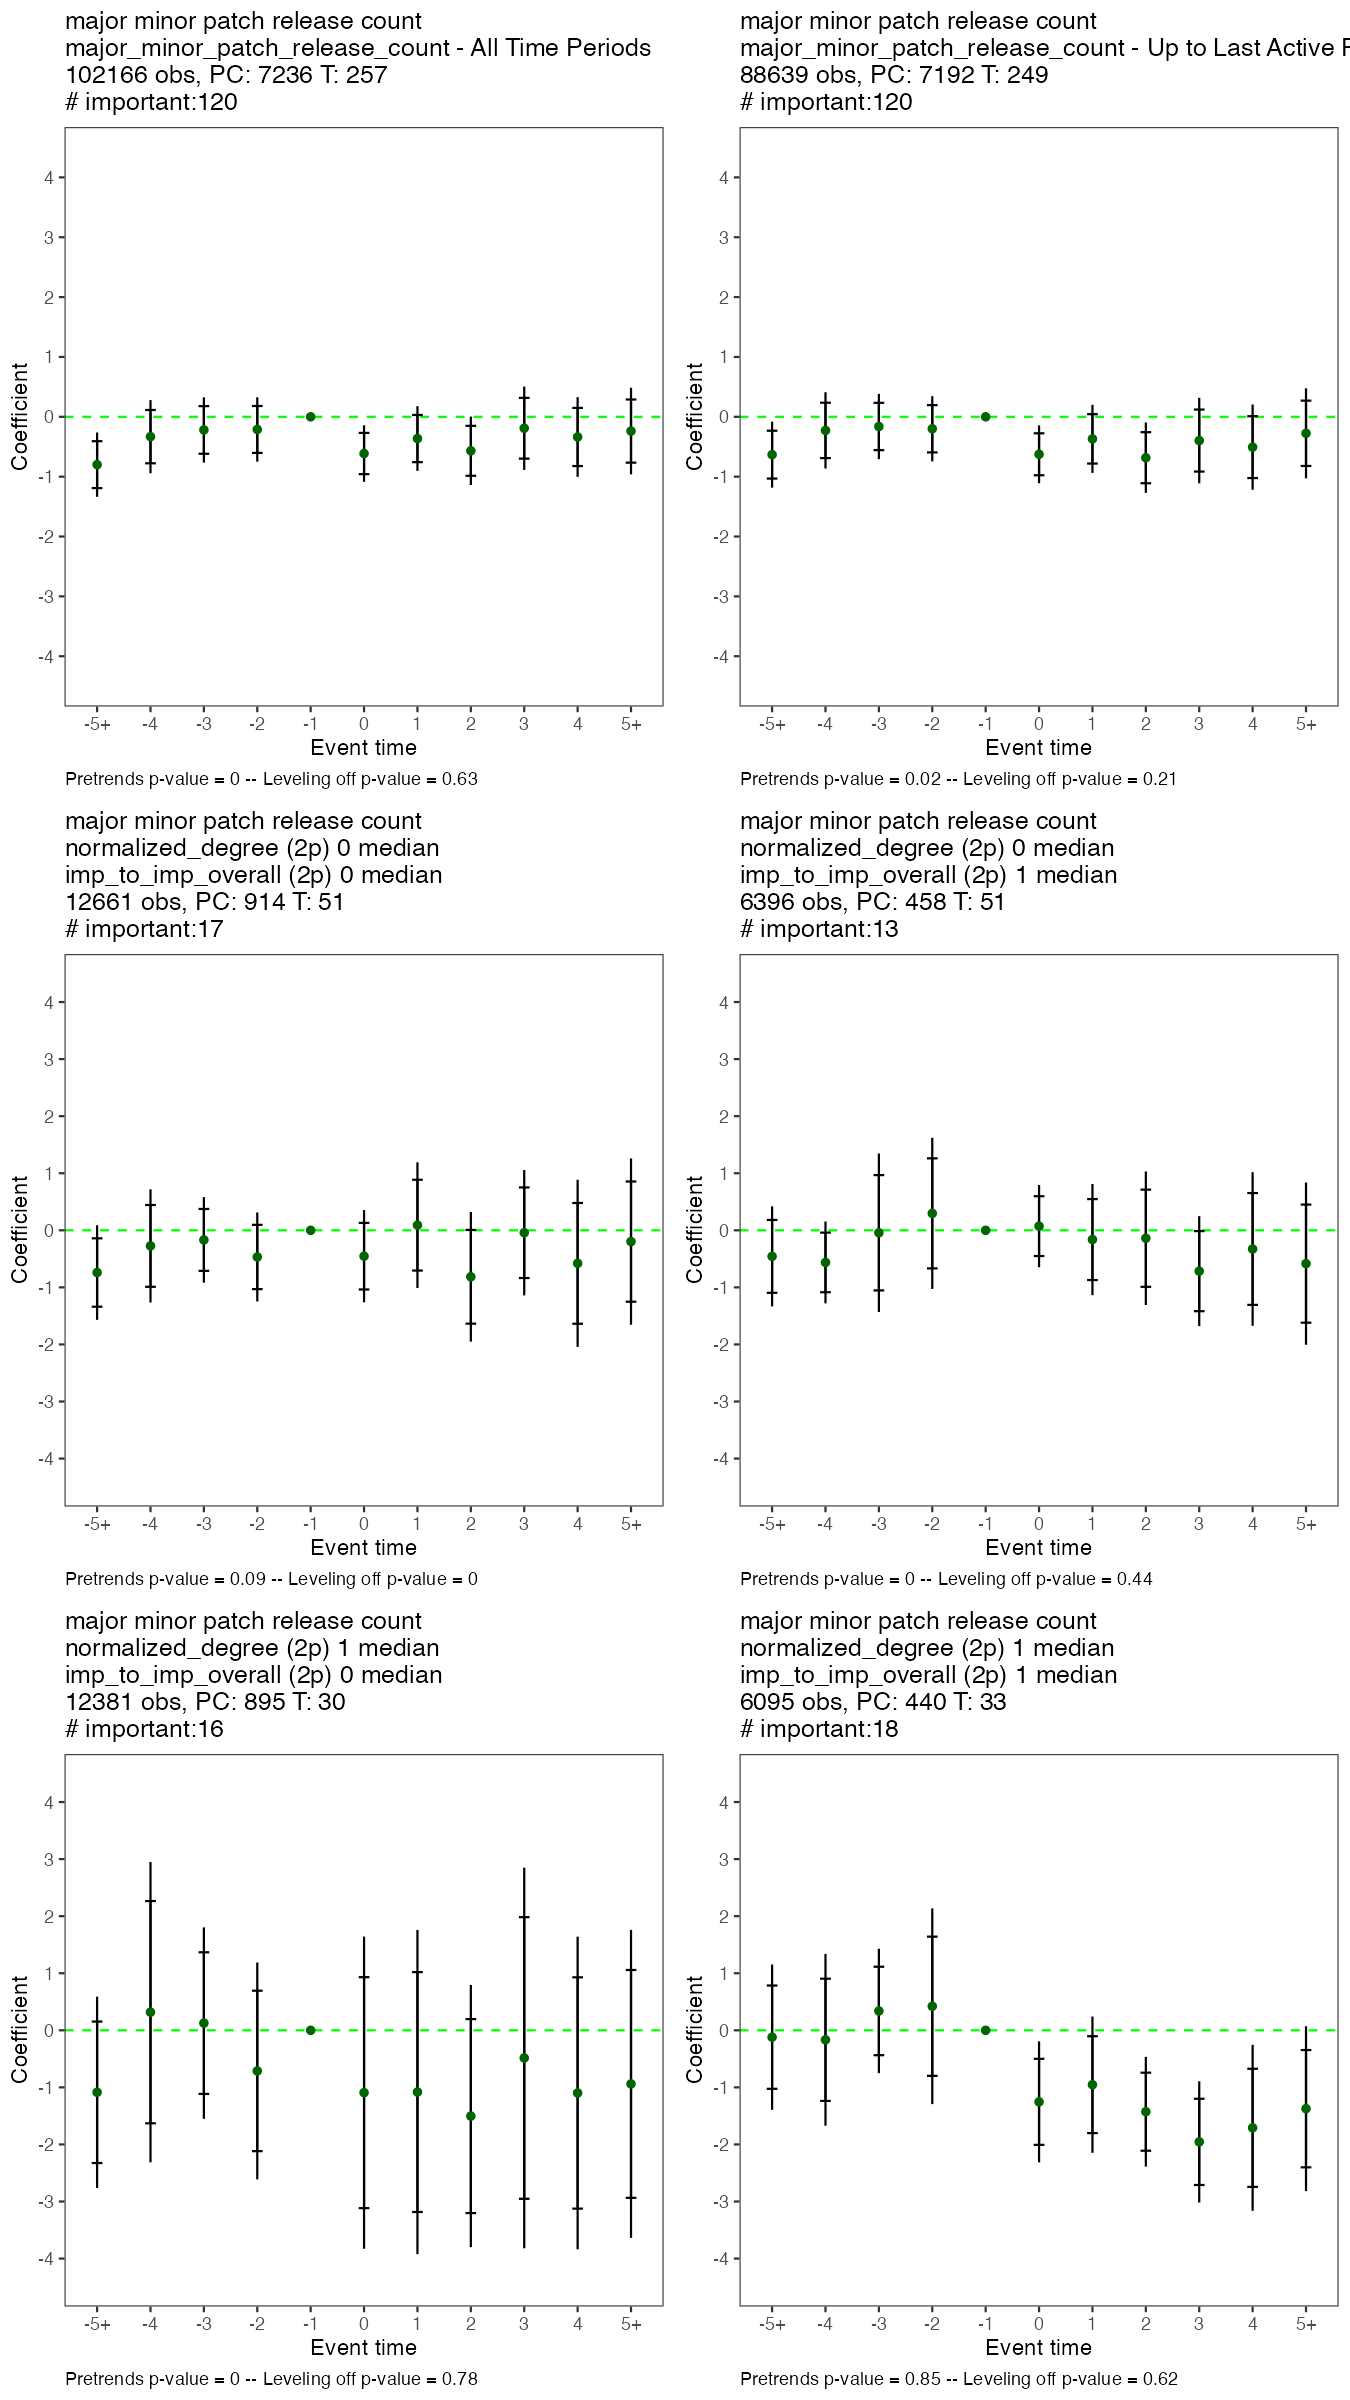 major minor patch release count
major_minor_patch_release_count - All Time Periods
102166 obs, PC: 7236 T: 257
# important:120
4
3
2
1
0
-1
-2
-3
-4
Coefficient
-5+ -4 -3 -2 -1 0 1 2 3 4 5+
Event time
Pretrends p-value = 0 -- Leveling off p-value = 0.63
major minor patch release count
major_minor_patch_release_count - Up to Last Active
88639 obs, PC: 7192 T: 249
# important:120
4
3
2
1
0
-1
-2
-3
-4
Coefficient
-5+ -4 -3 -2 -1 0 1 2 3 4 5+
Event time
Pretrends p-value = 0.02 -- Leveling off p-value = 0.21
major minor patch release count
normalized_degree (2p) 0 median
imp_to_imp_overall (2p) 0 median
12661 obs, PC: 914 T: 51
# important:17
4
3
2
1
0
-1
-2
-3
-4
Coefficient
-5+ -4 -3 -2 -1 0 1 2 3 4 5+
Event time
Pretrends p-value = 0.09 -- Leveling off p-value = 0
major minor patch release count
normalized_degree (2p) 0 median
imp_to_imp_overall (2p) 1 median
6396 obs, PC: 458 T: 51
# important:13
4
3
2
1
0
-1
-2
-3
-4
Coefficient
-5+ -4 -3 -2 -1 0 1 2 3 4 5+
Event time
Pretrends p-value = 0 -- Leveling off p-value = 0.44
major minor patch release count
normalized_degree (2p) 1 median
imp_to_imp_overall (2p) 0 median
12381 obs, PC: 895 T: 30
# important:16
4
3
2
1
0
-1
-2
-3
-4
Coefficient
-5+ -4 -3 -2 -1 0 1 2 3 4 5+
Event time
Pretrends p-value = 0 -- Leveling off p-value = 0.78
major minor patch release count
normalized_degree (2p) 1 median
imp_to_imp_overall (2p) 1 median
6095 obs, PC: 440 T: 33
# important:18
4
3
2
1
0
-1
-2
-3
-4
Coefficient
-5+ -4 -3 -2 -1 0 1 2 3 4 5+
Event time
Pretrends p-value = 0.85 -- Leveling off p-value = 0.62